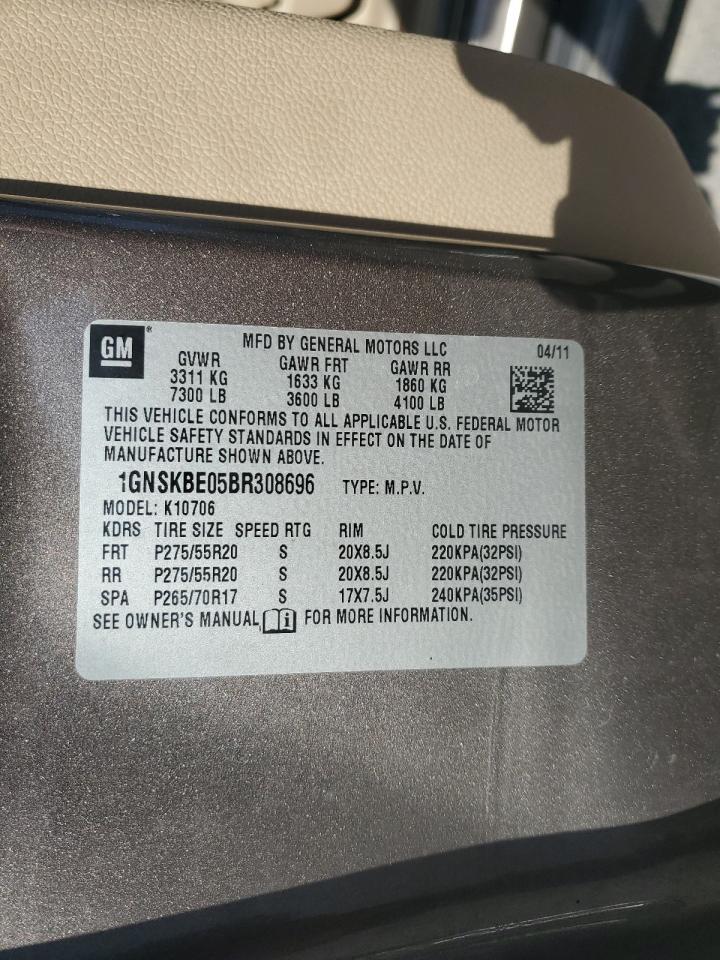 GM®
MFD BY GENERAL MOTORS LLC 04/11
GVWR GAWR FRT GAWR RR
3311 KG 1633 KG 1860 KG
7300 LB 3600 LB 4100 LB
THIS VEHICLE CONFORMS TO ALL APPLICABLE U.S. FEDERAL MOTOR
VEHICLE SAFETY STANDARDS IN EFFECT ON THE DATE OF
MANUFACTURE SHOWN ABOVE.
1GNSKBE05BR308696 TYPE: M.P.V.
MODEL: K10706
KDRS TIRE SIZE SPEED RTG RIM COLD TIRE PRESSURE
FRT P275/55R20 S 20X8.5J 220KPA(32PSI)
RR P275/55R20 S 20X8.5J 220KPA(32PSI)
SPA P265/70R17 S 17X7.5J 240KPA(35PSI)
SEE OWNER'S MANUAL i FOR MORE INFORMATION.